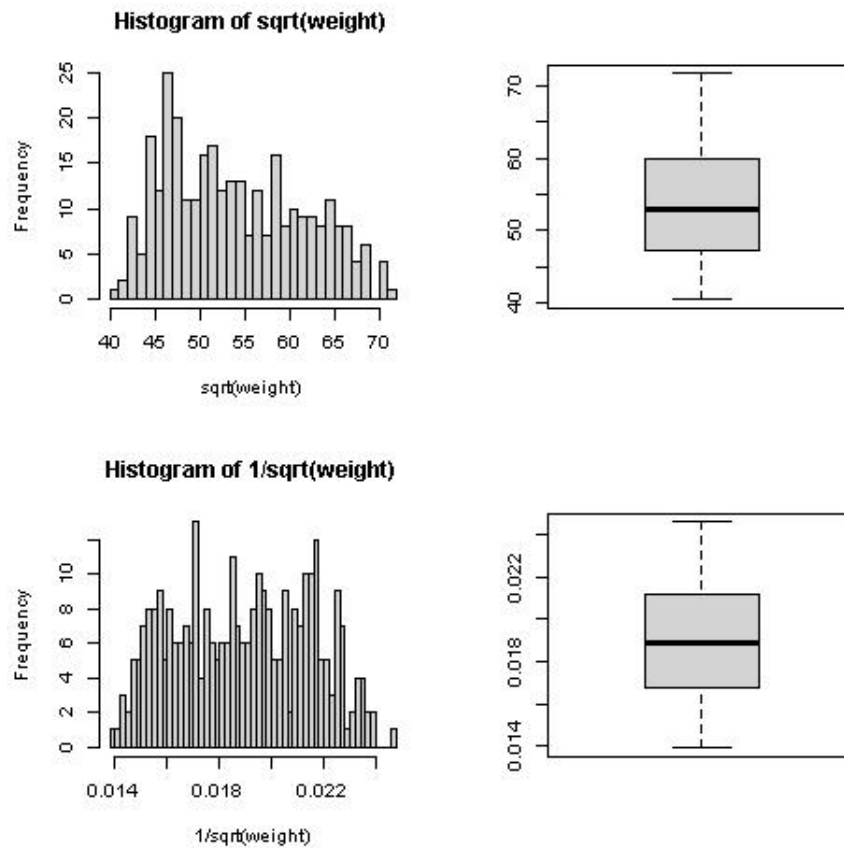 Histogram of sqrt(weight)
Frequency
25
20
15
10
5
0
40 45 50 55 60 65 70
sqrt(weight)
70
60
50
40
Histogram of 1/sqrt(weight)
Frequency
10
8
6
4
2
0
0.014 0.018 0.022
1/sqrt(weight)
0.022
0.018
0.014